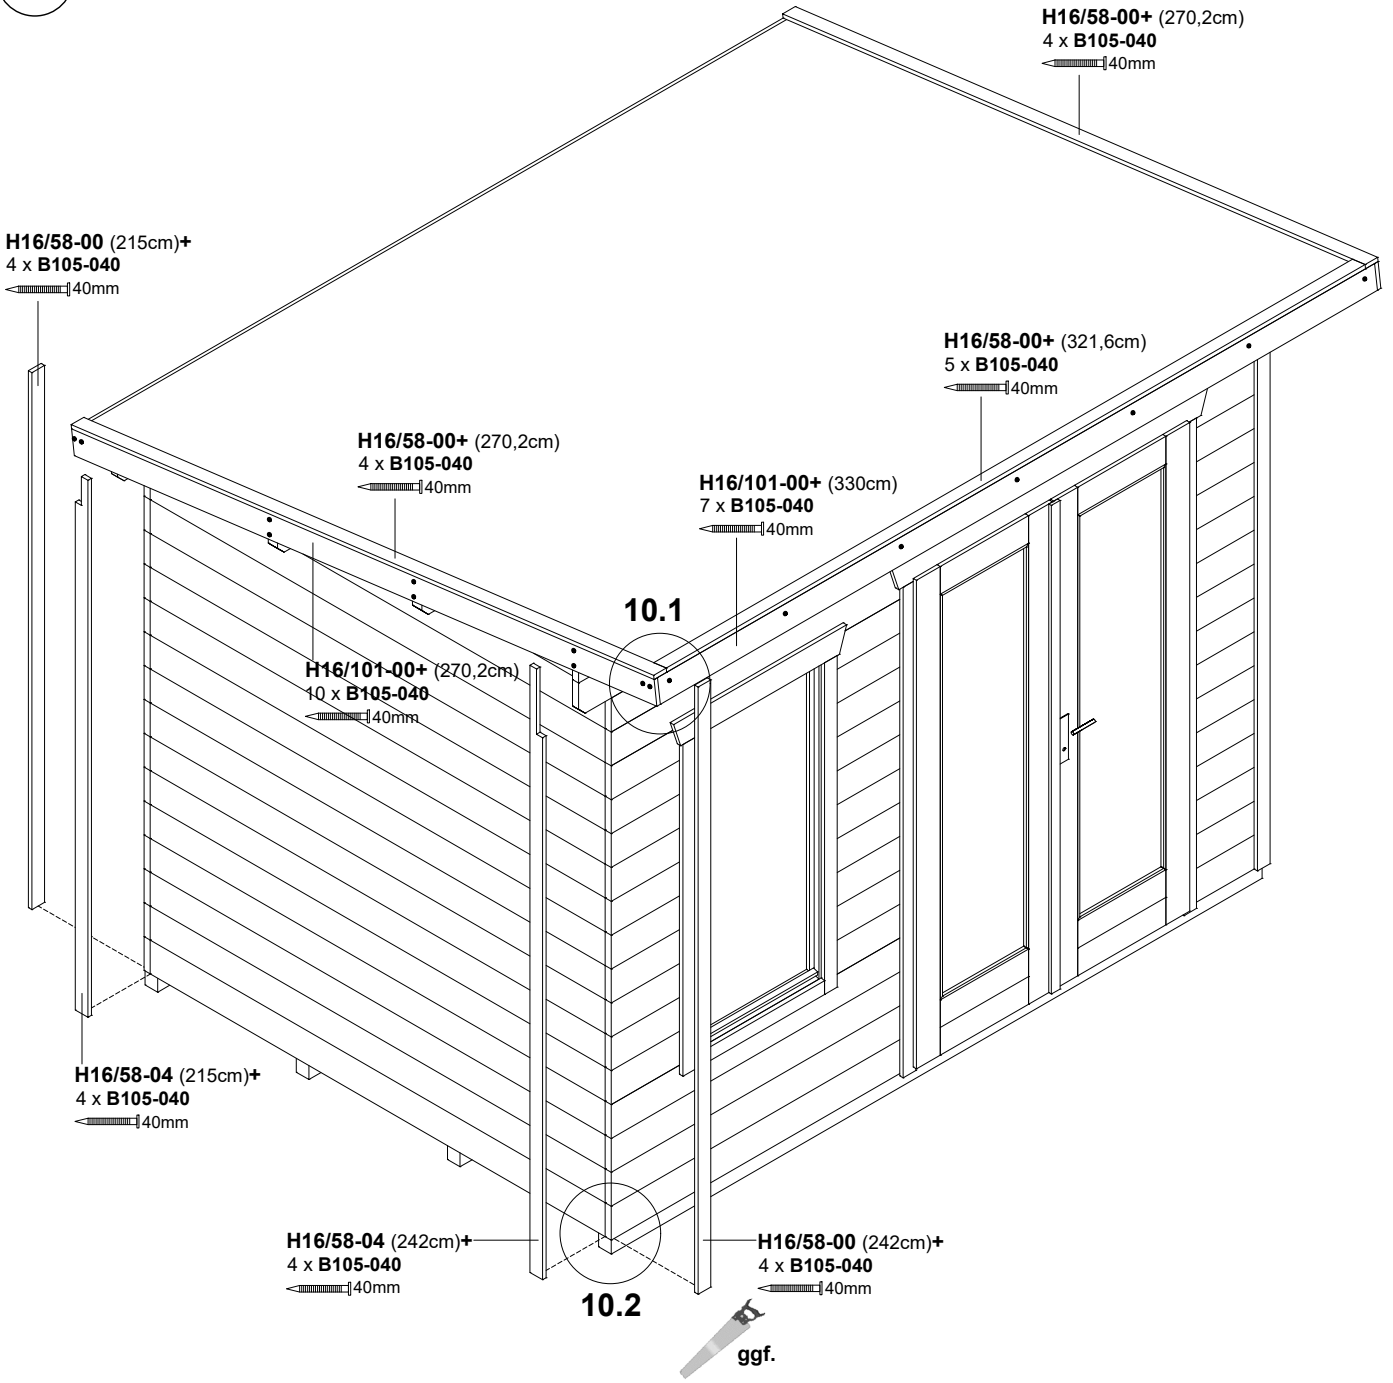 H16/58-00+ (270,2cm)
4 x B105-040
40mm
H16/58-00 (215cm)+
4 x B105-040
40mm
H16/58-00+ (321,6cm)
5 x B105-040
40mm
H16/58-00+ (270,2cm)
4 x B105-040
40mm
H16/101-00+ (330cm)
7 x B105-040
40mm
10.1
H16/101-00+ (270,2cm)
10 x B105-040
40mm
H16/58-04 (215cm)+
4 x B105-040
40mm
H16/58-04 (242cm)+
4 x B105-040
40mm
H16/58-00 (242cm)+
4 x B105-040
40mm
10.2
ggf.